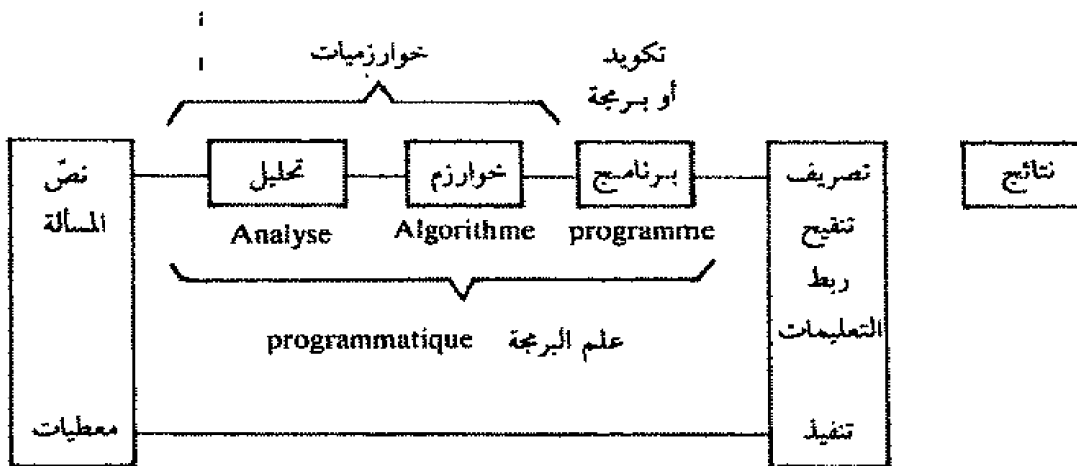 خوارزميات
تكويد
أو برمجة
نصّ
المسألة
معطيات
تحليل
Analyse
خوارزم
Algorithme
برنامج
programme
programmatique علم البرمجة
تصريف
تنقيح
ربط
التعليمات
تنفيذ
نتائج